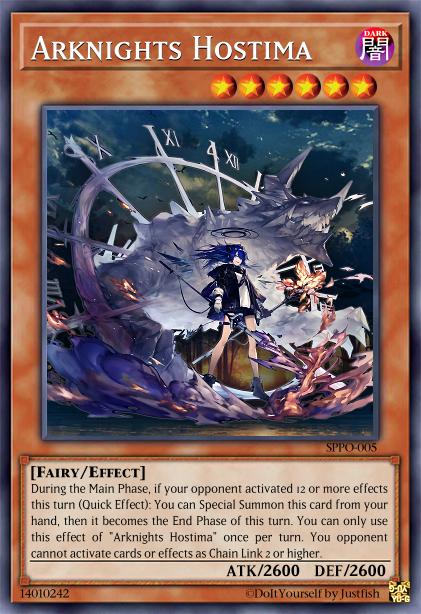 ARKNIGHTS HOSTIMA
DARK
闇
XI
XII
SPPO-005
[FAIRY/EFFECT]
During the Main Phase, if your opponent activated 12 or more effects
this turn (Quick Effect): You can Special Summon this card from your
hand, then it becomes the End Phase of this turn. You can only use
this effect of "Arknights Hostima" once per turn. You opponent
cannot activate cards or effects as Chain Link 2 or higher.
ATK/2600 DEF/2600
14010242
©DoItYourself by Justfish